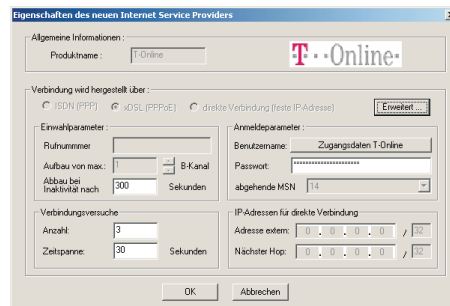 Eigenschaften des neuen Internet Service Providers
Allgemeine Informationen :
Produktname : T-Online
T · · Online ·
Verbindung wird hergestellt über :
ISDN (PPP) xDSL (PPPoE) direkte Verbindung (feste IP-Adresse) Erweitert ...
Einwahlparameter :
Rufnummmer
Aufbau von max.: 1 B-Kanal
Abbau bei
Inaktivität nach 300 Sekunden
Anmeldeparameter :
Benutzername: Zugangsdaten T-Online
Passwort: ********************
abgehende MSN 14
Verbindungsversuche
Anzahl: 3
Zeitspanne: 30 Sekunden
IP-Adressen für direkte Verbindung
Adresse extern: 0 . 0 . 0 . 0 / 32
Nächster Hop: 0 . 0 . 0 . 0 / 32
OK Abbrechen